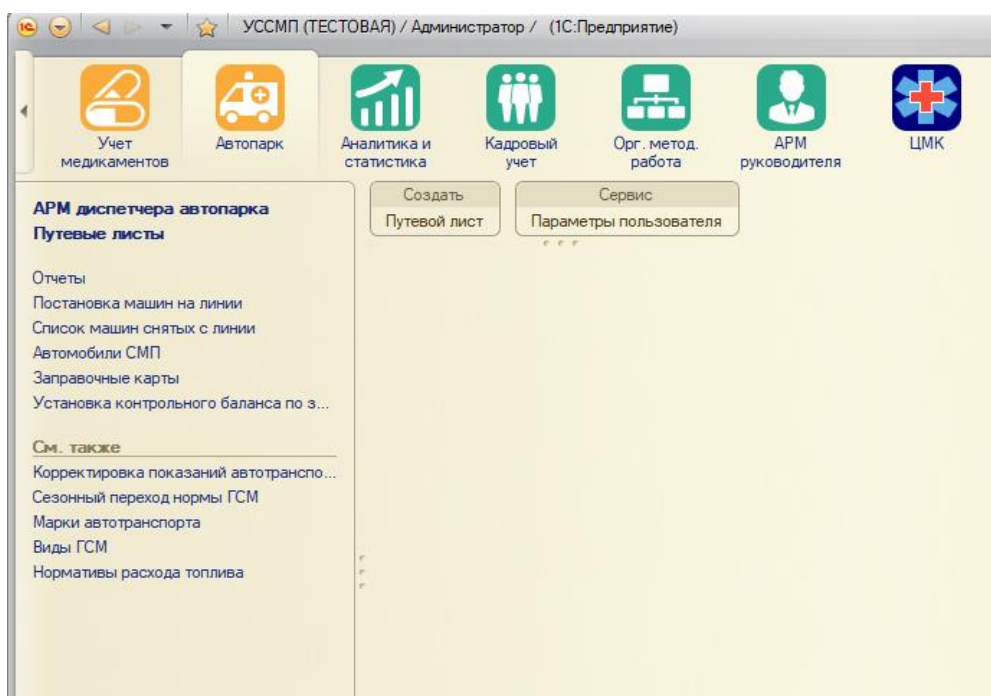 УССМП (ТЕСТОВАЯ) / Администратор / (1С:Предприятие)
Учет медикаментов
Автопарк
Аналитика и статистика
Кадровый учет
Орг. метод. работа
АРМ руководителя
ЦМК
АРМ диспетчера автопарка
Путевые листы
Отчеты
Постановка машин на линии
Список машин снятых с линии
Автомобили СМП
Заправочные карты
Установка контрольного баланса по з...
См. также
Корректировка показаний автотранспо...
Сезонный переход нормы ГСМ
Марки автотранспорта
Виды ГСМ
Нормативы расхода топлива
Создать
Путевой лист
Сервис
Параметры пользователя